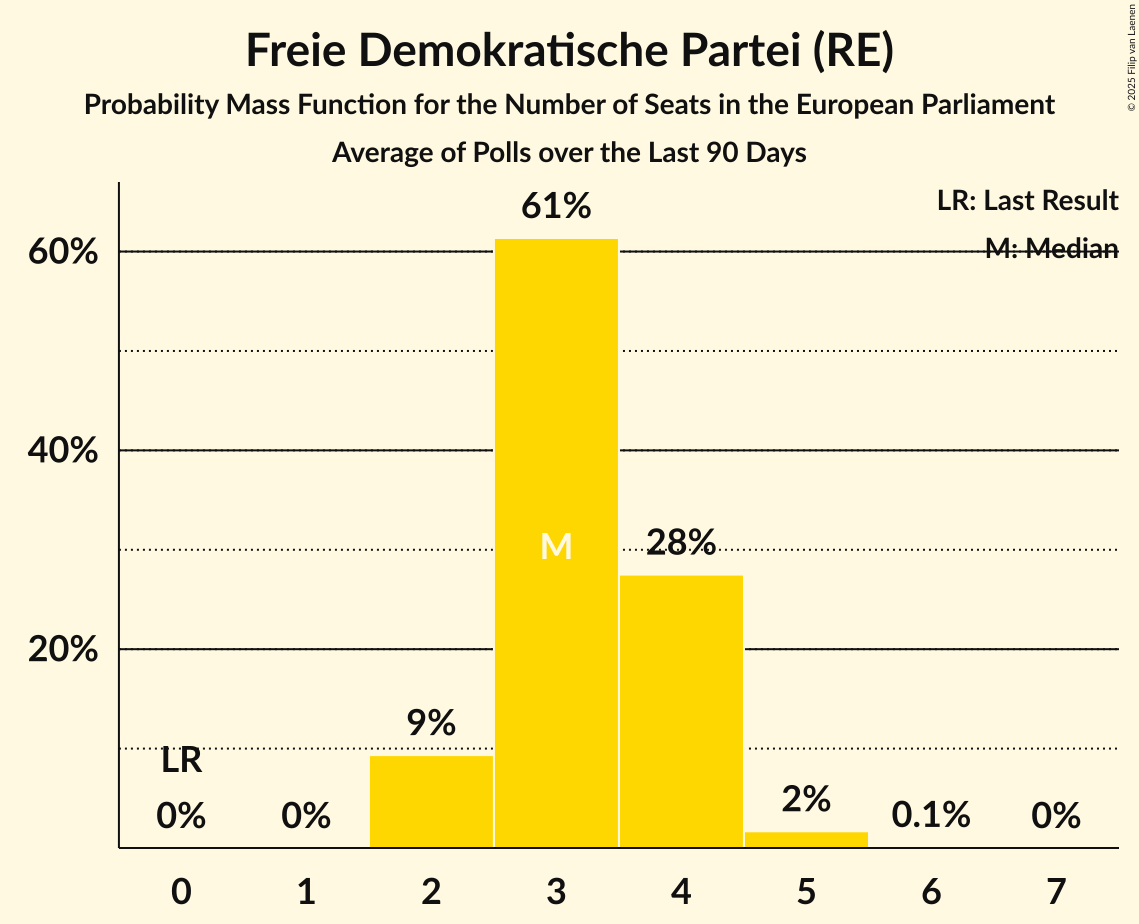 Freie Demokratische Partei (RE)
Probability Mass Function for the Number of Seats in the European Parliament
Average of Polls over the Last 90 Days
© 2025 Filip van Laenen
LR: Last Result
M: Median
60%
40%
20%
61%
M
28%
9%
LR
0%
0%
2%
0.1%
0%
0 1 2 3 4 5 6 7